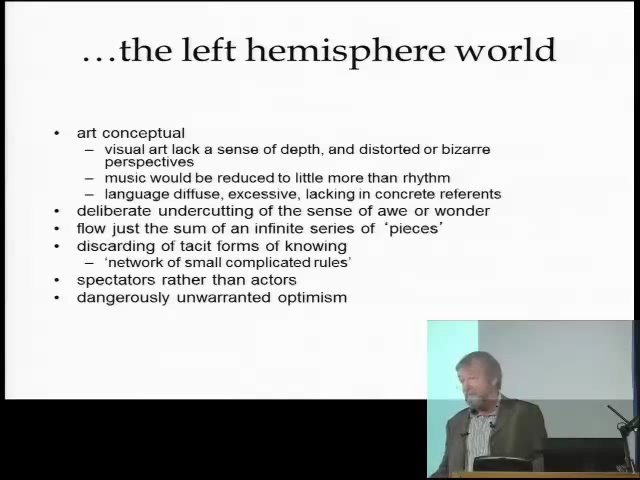 …the left hemisphere world
• art conceptual
– visual art lack a sense of depth, and distorted or bizarre
perspectives
– music would be reduced to little more than rhythm
– language diffuse, excessive, lacking in concrete referents
• deliberate undercutting of the sense of awe or wonder
• flow just the sum of an infinite series of ‘pieces’
• discarding of tacit forms of knowing
– ‘network of small complicated rules’
• spectators rather than actors
• dangerously unwarranted optimism